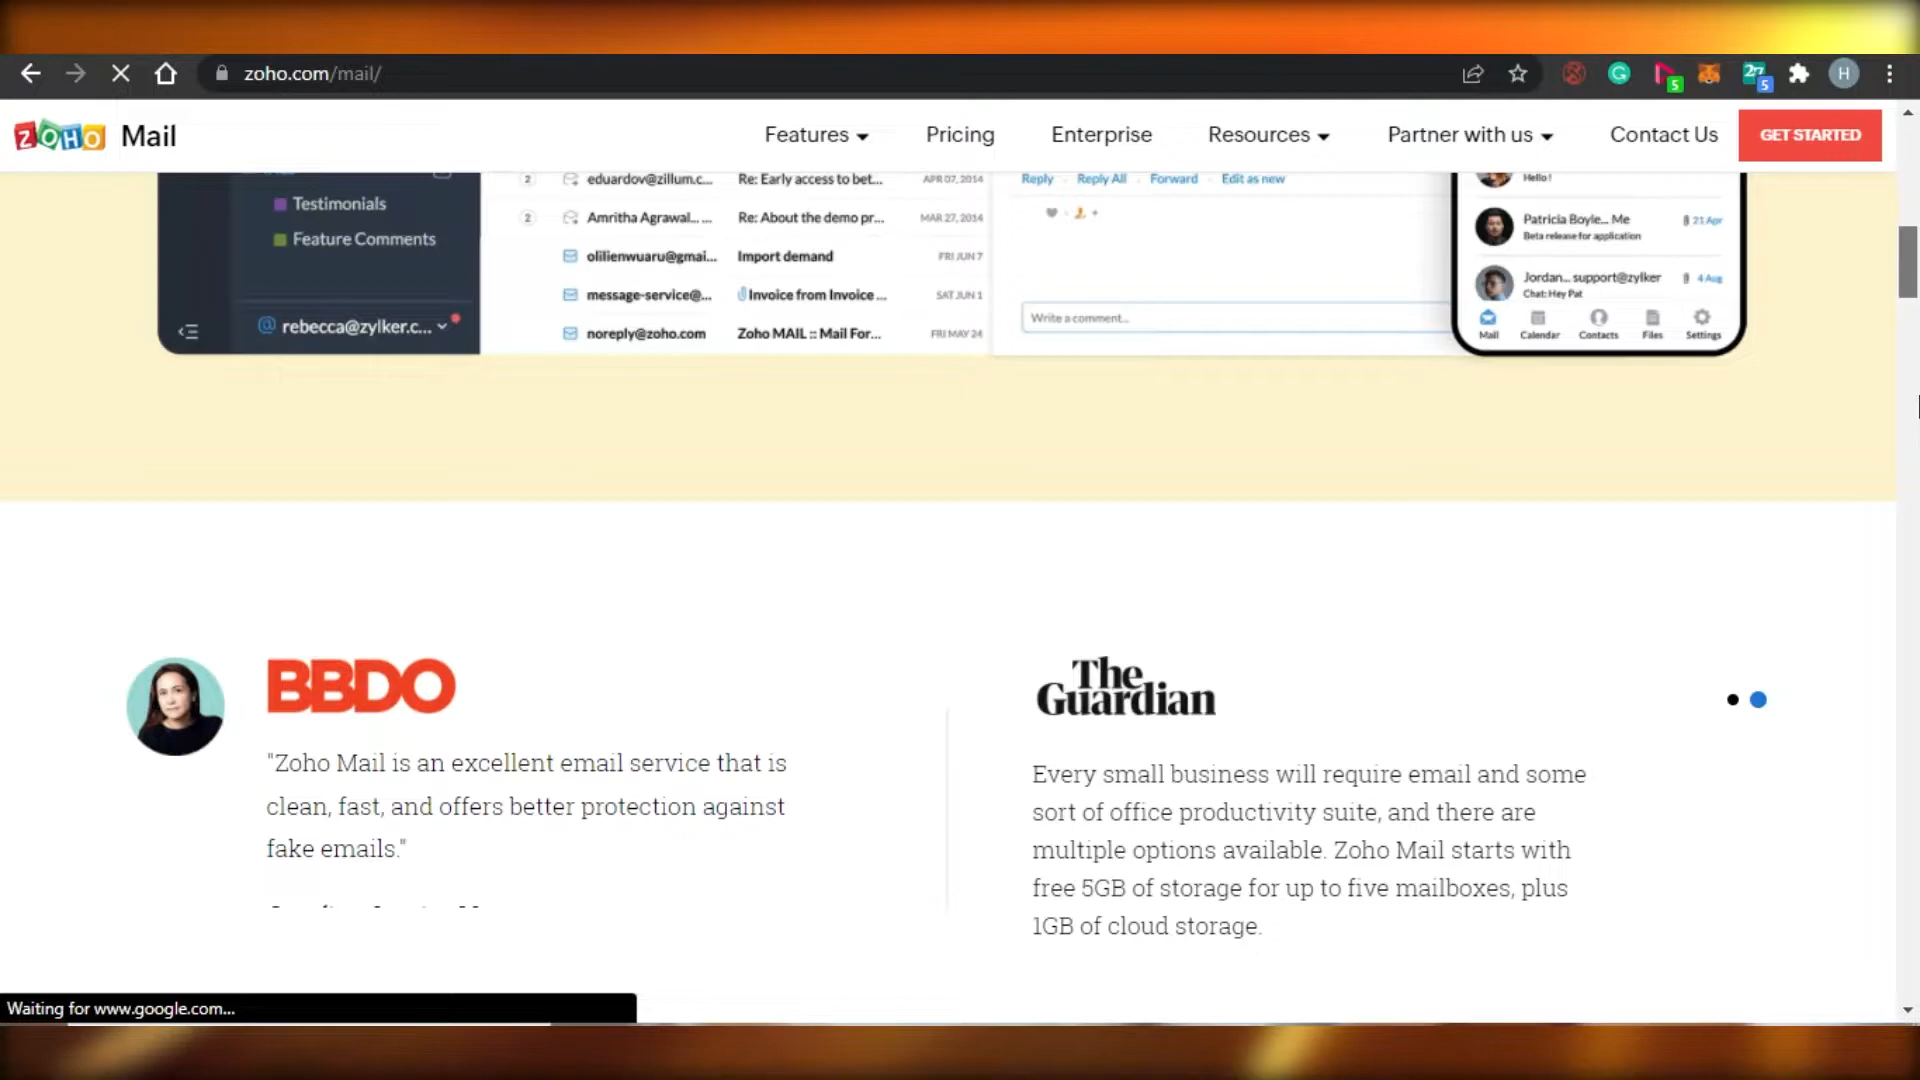 zoho.com/mail/
5
27
5
H
ZOHO Mail
Features
Pricing
Enterprise
Resources
Partner with us
Contact Us
GET STARTED
Testimonials
Feature Comments
rebecca@zylker.c...
2 eduardov@zillum.c... Re: Early access to bet... APR 07, 2014
2 Amritha Agrawal... ... Re: About the demo pr... MAR 27, 2014
olilienwuaru@gmai... Import demand FRI JUN 7
message-service@... Invoice from Invoice ... SAT JUN 1
noreply@zoho.com Zoho MAIL :: Mail For... FRI MAY 24
Reply Reply All Forward Edit as new
Write a comment...
Hello!
Patricia Boyle... Me 21 Apr
Beta release for application
Jordan... support@zylker 4 Aug
Chat: Hey Pat
Mail Calendar Contacts Files Settings
BBDO
"Zoho Mail is an excellent email service that is
clean, fast, and offers better protection against
fake emails."
The
Guardian
Every small business will require email and some
sort of office productivity suite, and there are
multiple options available. Zoho Mail starts with
free 5GB of storage for up to five mailboxes, plus
1GB of cloud storage.
Waiting for www.google.com...